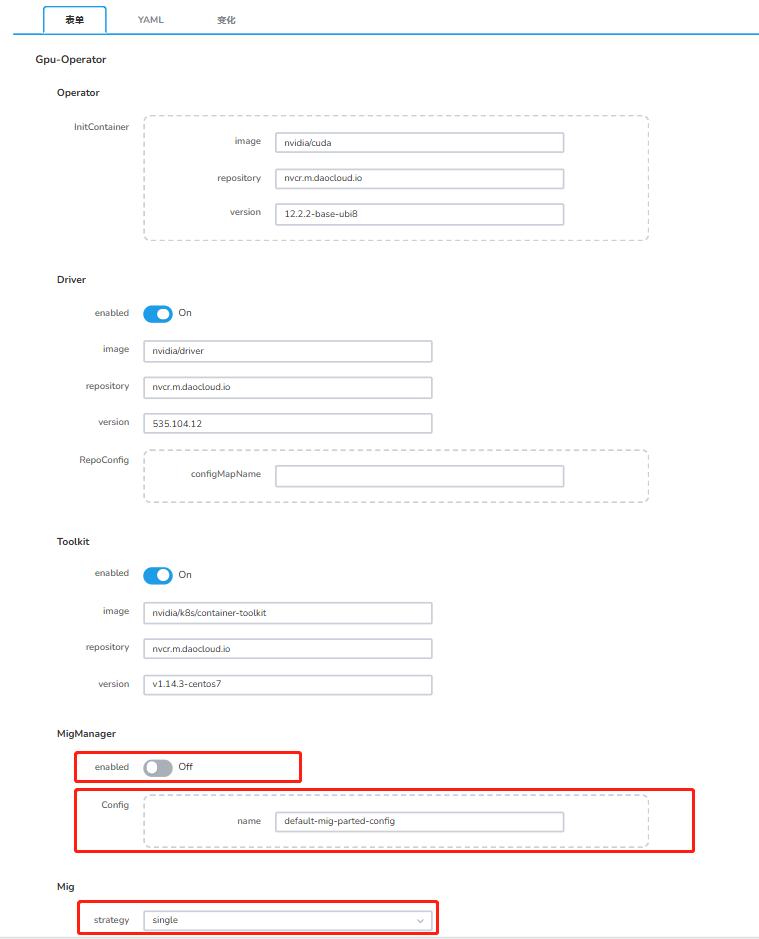 表单 YAML 变化
Gpu-Operator
Operator
InitContainer
image nvidia/cuda
repository nvcr.m.daocloud.io
version 12.2.2-base-ubi8
Driver
enabled On
image nvidia/driver
repository nvcr.m.daocloud.io
version 535.104.12
RepoConfig
configMapName
Toolkit
enabled On
image nvidia/k8s/container-toolkit
repository nvcr.m.daocloud.io
version v1.14.3-centos7
MigManager
enabled Off
Config
name default-mig-parted-config
Mig
strategy single